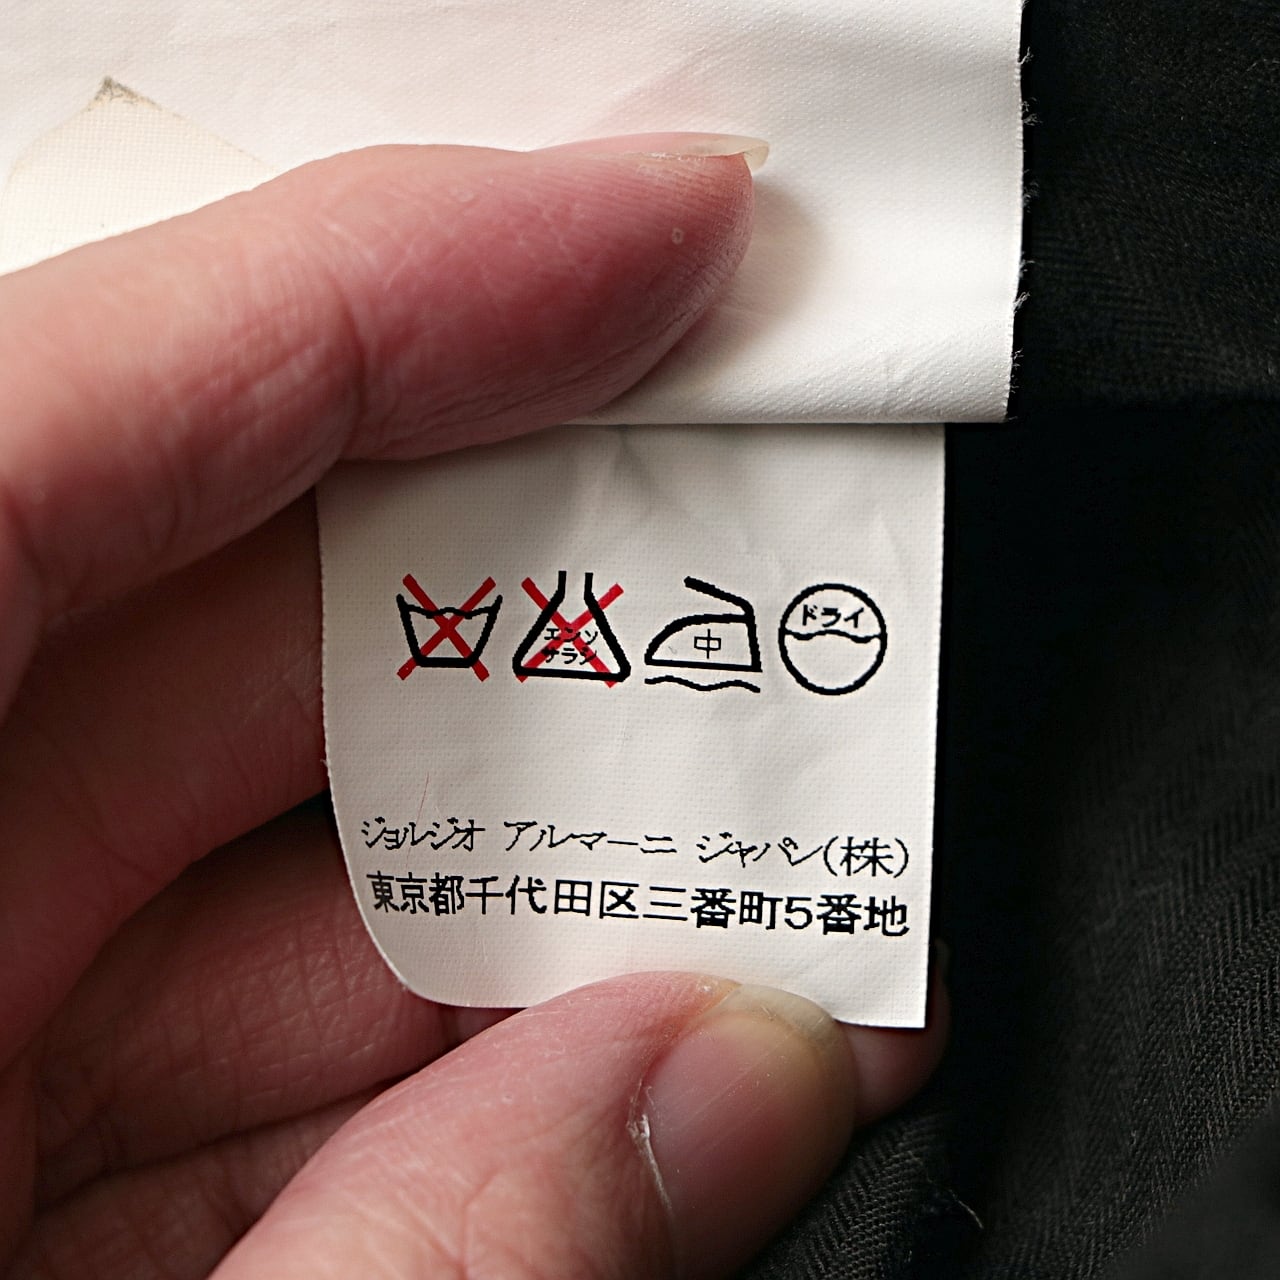 エンソ
サラシ
中
ドライ
ジョルジオ アルマーニ ジャパン(株)
東京都千代田区三番町5番地